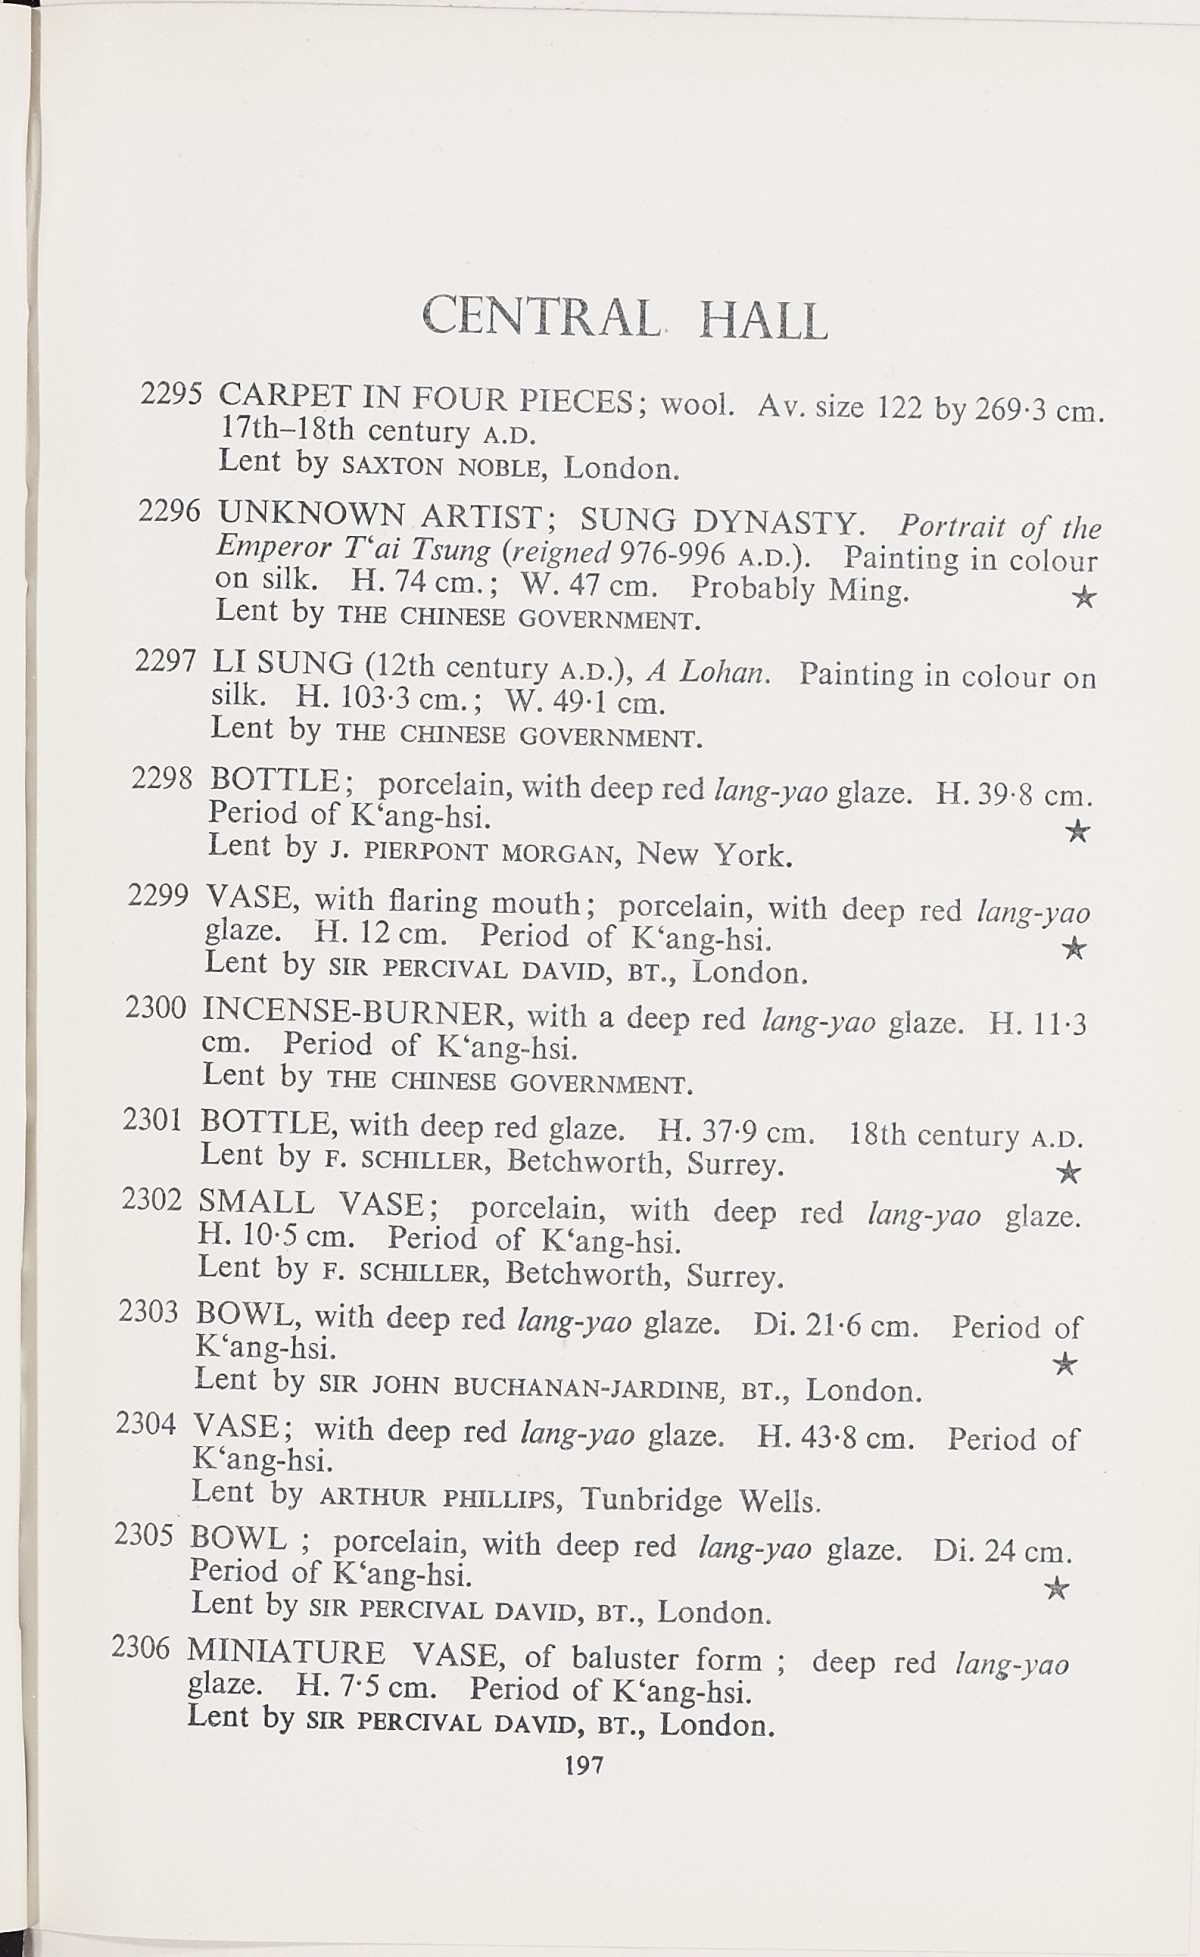 CENTRAL HALL
2295 CARPET IN FOUR PIECES; wool. Av. size 122 by 269·3 cm.
17th–18th century A.D.
Lent by SAXTON NOBLE, London.
2296 UNKNOWN ARTIST; SUNG DYNASTY. Portrait of the
Emperor T‘ai Tsung (reigned 976-996 A.D.). Painting in colour
on silk. H. 74 cm.; W. 47 cm. Probably Ming. ★
Lent by THE CHINESE GOVERNMENT.
2297 LI SUNG (12th century A.D.), A Lohan. Painting in colour on
silk. H. 103·3 cm.; W. 49·1 cm.
Lent by THE CHINESE GOVERNMENT.
2298 BOTTLE; porcelain, with deep red lang-yao glaze. H. 39·8 cm.
Period of K‘ang-hsi. ★
Lent by J. PIERPONT MORGAN, New York.
2299 VASE, with flaring mouth; porcelain, with deep red lang-yao
glaze. H. 12 cm. Period of K‘ang-hsi. ★
Lent by SIR PERCIVAL DAVID, BT., London.
2300 INCENSE-BURNER, with a deep red lang-yao glaze. H. 11·3
cm. Period of K‘ang-hsi.
Lent by THE CHINESE GOVERNMENT.
2301 BOTTLE, with deep red glaze. H. 37·9 cm. 18th century A.D.
Lent by F. SCHILLER, Betchworth, Surrey. ★
2302 SMALL VASE; porcelain, with deep red lang-yao glaze.
H. 10·5 cm. Period of K‘ang-hsi.
Lent by F. SCHILLER, Betchworth, Surrey.
2303 BOWL, with deep red lang-yao glaze. Di. 21·6 cm. Period of
K‘ang-hsi. ★
Lent by SIR JOHN BUCHANAN-JARDINE, BT., London.
2304 VASE; with deep red lang-yao glaze. H. 43·8 cm. Period of
K‘ang-hsi.
Lent by ARTHUR PHILLIPS, Tunbridge Wells.
2305 BOWL ; porcelain, with deep red lang-yao glaze. Di. 24 cm.
Period of K‘ang-hsi. ★
Lent by SIR PERCIVAL DAVID, BT., London.
2306 MINIATURE VASE, of baluster form ; deep red lang-yao
glaze. H. 7·5 cm. Period of K‘ang-hsi.
Lent by SIR PERCIVAL DAVID, BT., London.
197